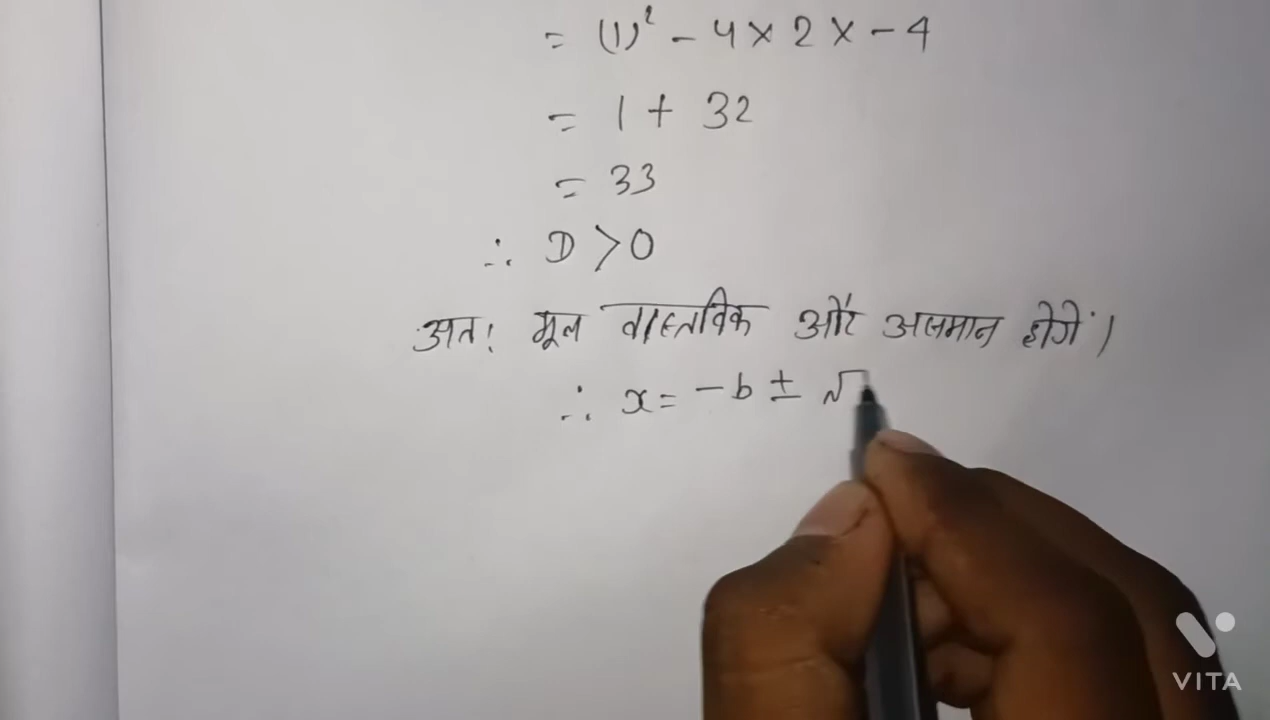 = (1)² - 4 × 2 × - 4
= 1 + 32
= 33
∴ D > 0
अतः मूल वास्तविक और असमान होगें।
∴ x = - b ± √
VITA